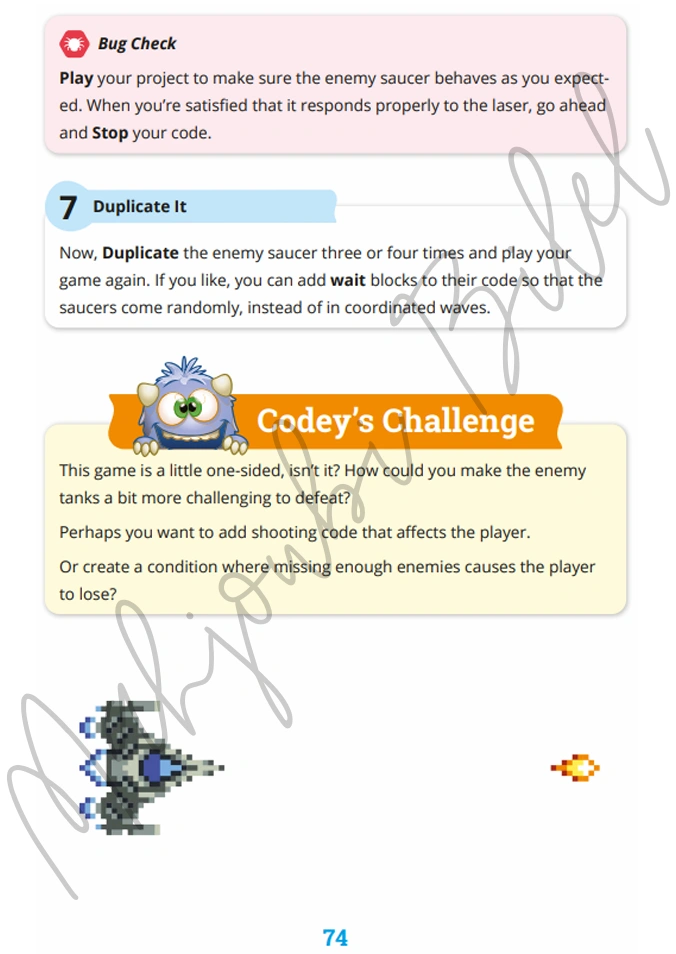 Bug Check
Play your project to make sure the enemy saucer behaves as you expect-
ed. When you’re satisfied that it responds properly to the laser, go ahead
and Stop your code.
7 Duplicate It
Now, Duplicate the enemy saucer three or four times and play your
game again. If you like, you can add wait blocks to their code so that the
saucers come randomly, instead of in coordinated waves.
Codey’s Challenge
This game is a little one-sided, isn’t it? How could you make the enemy
tanks a bit more challenging to defeat?
Perhaps you want to add shooting code that affects the player.
Or create a condition where missing enough enemies causes the player
to lose?
Mahjoubi Bilel
74